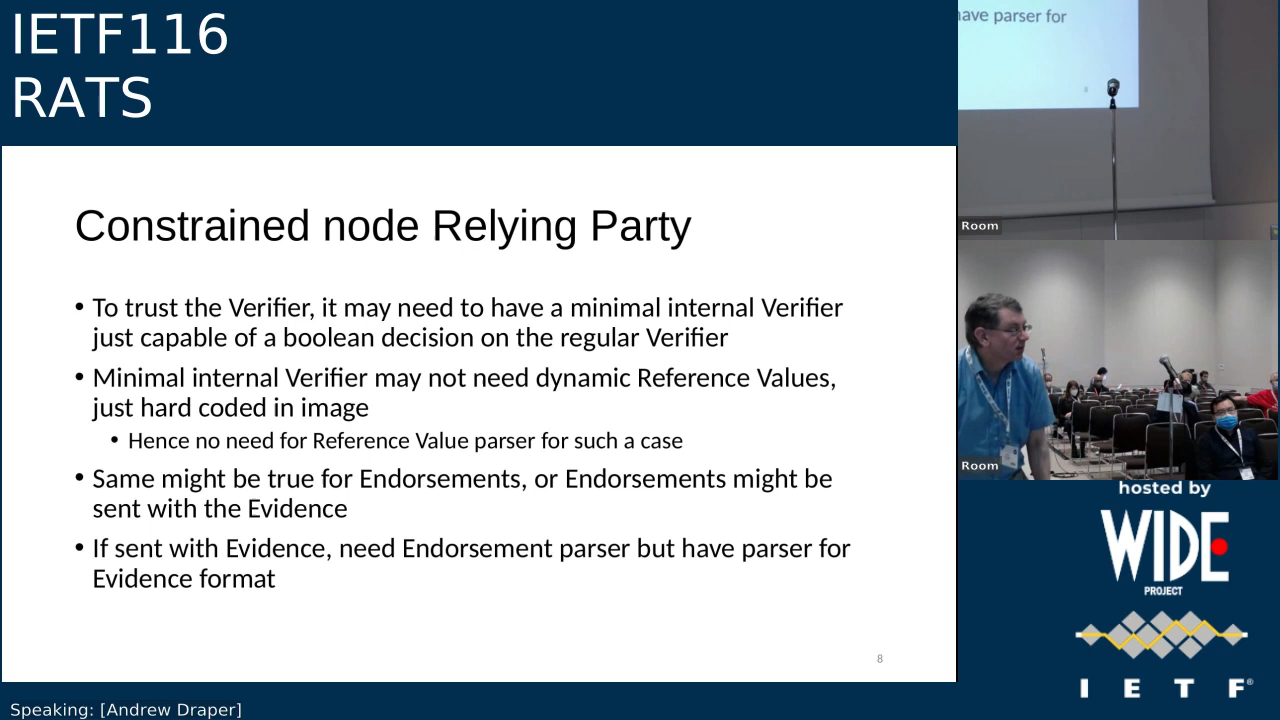 IETF116
RATS
Constrained node Relying Party
• To trust the Verifier, it may need to have a minimal internal Verifier
just capable of a boolean decision on the regular Verifier
• Minimal internal Verifier may not need dynamic Reference Values,
just hard coded in image
• Hence no need for Reference Value parser for such a case
• Same might be true for Endorsements, or Endorsements might be
sent with the Evidence
• If sent with Evidence, need Endorsement parser but have parser for
Evidence format
8
Speaking: [Andrew Draper]
have parser for
8
Room
Room
hosted by
WIDE
PROJECT
I E T F®